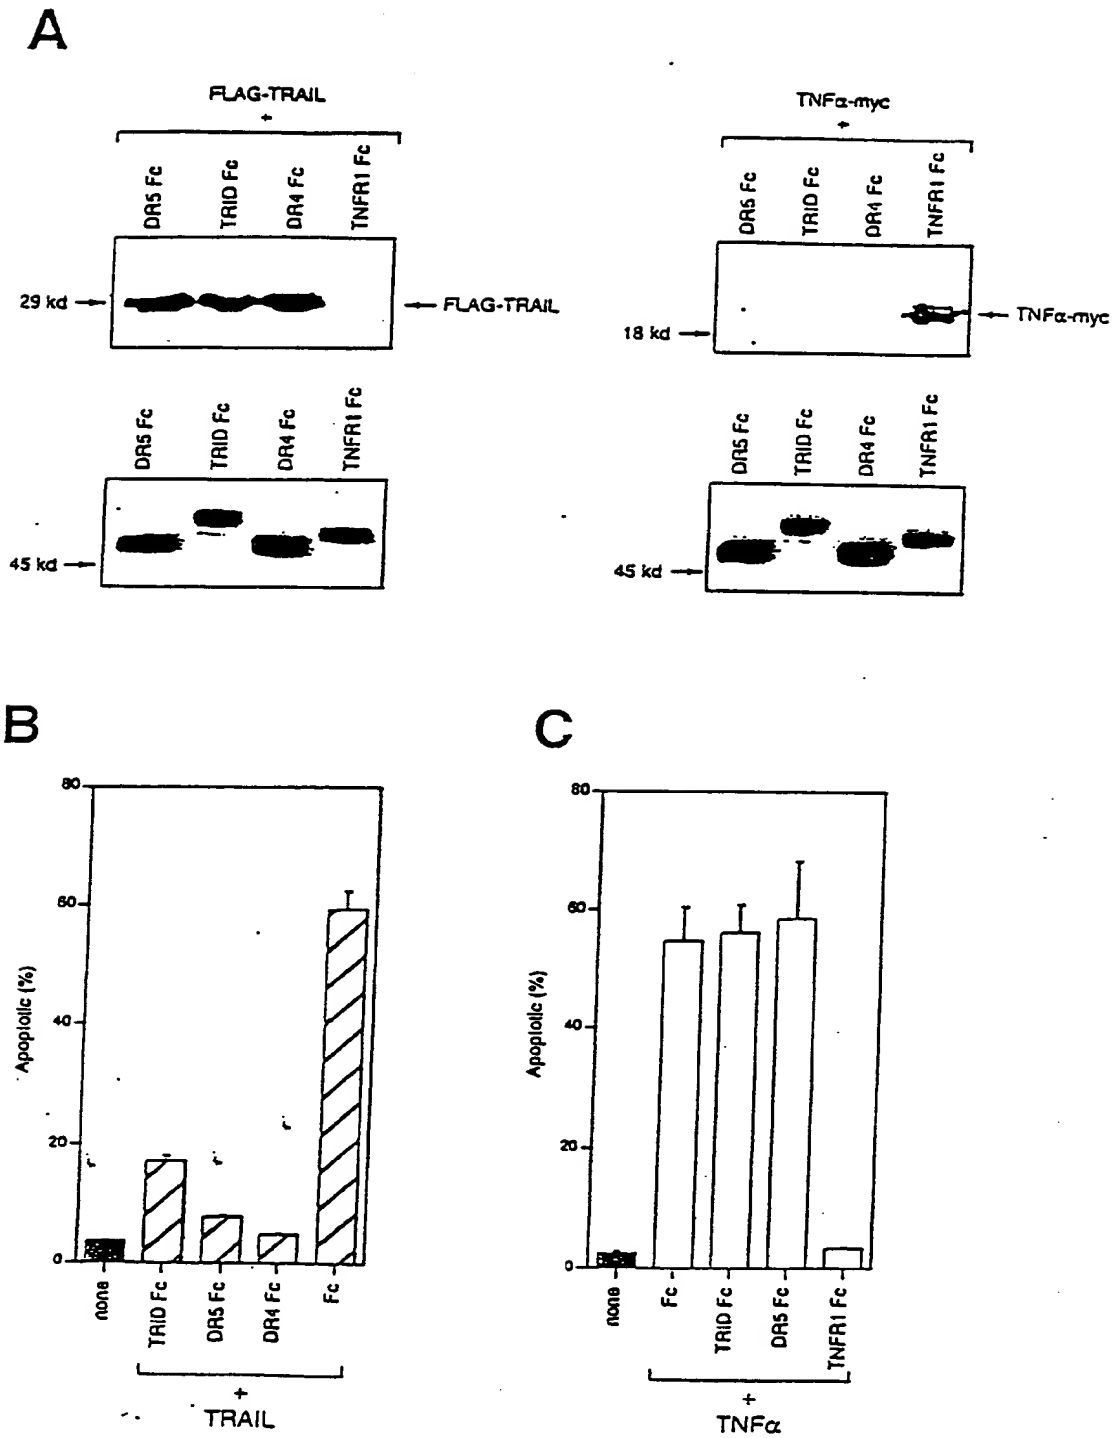 A
FLAG-TRAIL
+
DR5 Fc
TRID Fc
DR4 Fc
TNFR1 Fc
29 kd
FLAG-TRAIL
DR5 Fc
TRID Fc
DR4 Fc
TNFR1 Fc
45 kd
TNFα-myc
+
DR5 Fc
TRID Fc
DR4 Fc
TNFR1 Fc
18 kd
TNFα-myc
DR5 Fc
TRID Fc
DR4 Fc
TNFR1 Fc
45 kd
B
Apoptotic (%)
80
60
40
20
0
none
TRID Fc
DR5 Fc
DR4 Fc
Fc
+
TRAIL
C
Apoptotic (%)
80
60
40
20
0
none
Fc
TRID Fc
DR5 Fc
TNFR1 Fc
+
TNFα